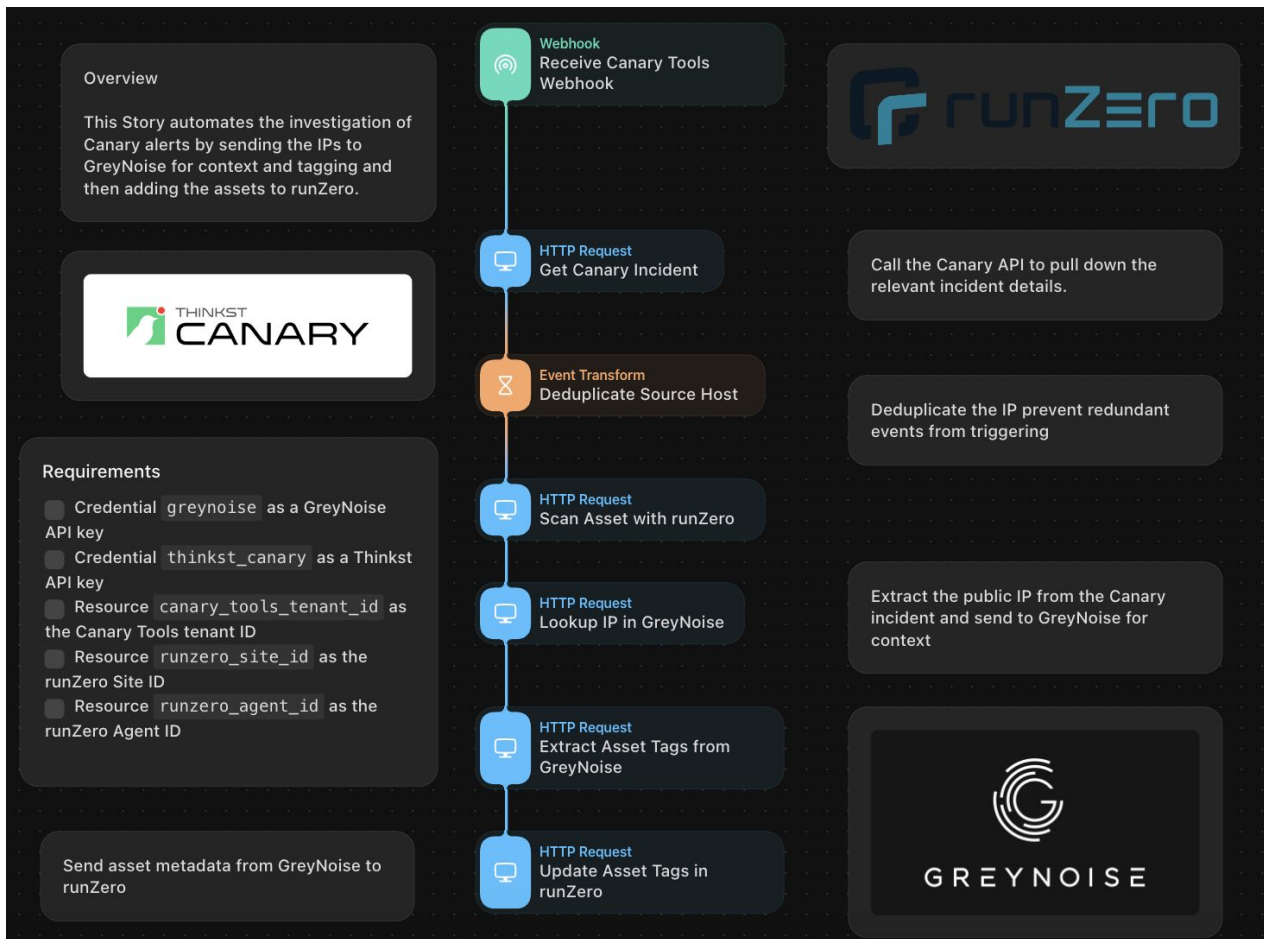 Overview
This Story automates the investigation of
Canary alerts by sending the IPs to
GreyNoise for context and tagging and
then adding the assets to runZero.
THINKST
CANARY
Requirements
Credential greynoise as a GreyNoise
API key
Credential thinkst_canary as a Thinkst
API key
Resource canary_tools_tenant_id as
the Canary Tools tenant ID
Resource runzero_site_id as the
runZero Site ID
Resource runzero_agent_id as the
runZero Agent ID
Send asset metadata from GreyNoise to
runZero
Webhook
Receive Canary Tools
Webhook
HTTP Request
Get Canary Incident
Event Transform
Deduplicate Source Host
HTTP Request
Scan Asset with runZero
HTTP Request
Lookup IP in GreyNoise
HTTP Request
Extract Asset Tags from
GreyNoise
HTTP Request
Update Asset Tags in
runZero
runZero
Call the Canary API to pull down the
relevant incident details.
Deduplicate the IP prevent redundant
events from triggering
Extract the public IP from the Canary
incident and send to GreyNoise for
context
GREYNOISE